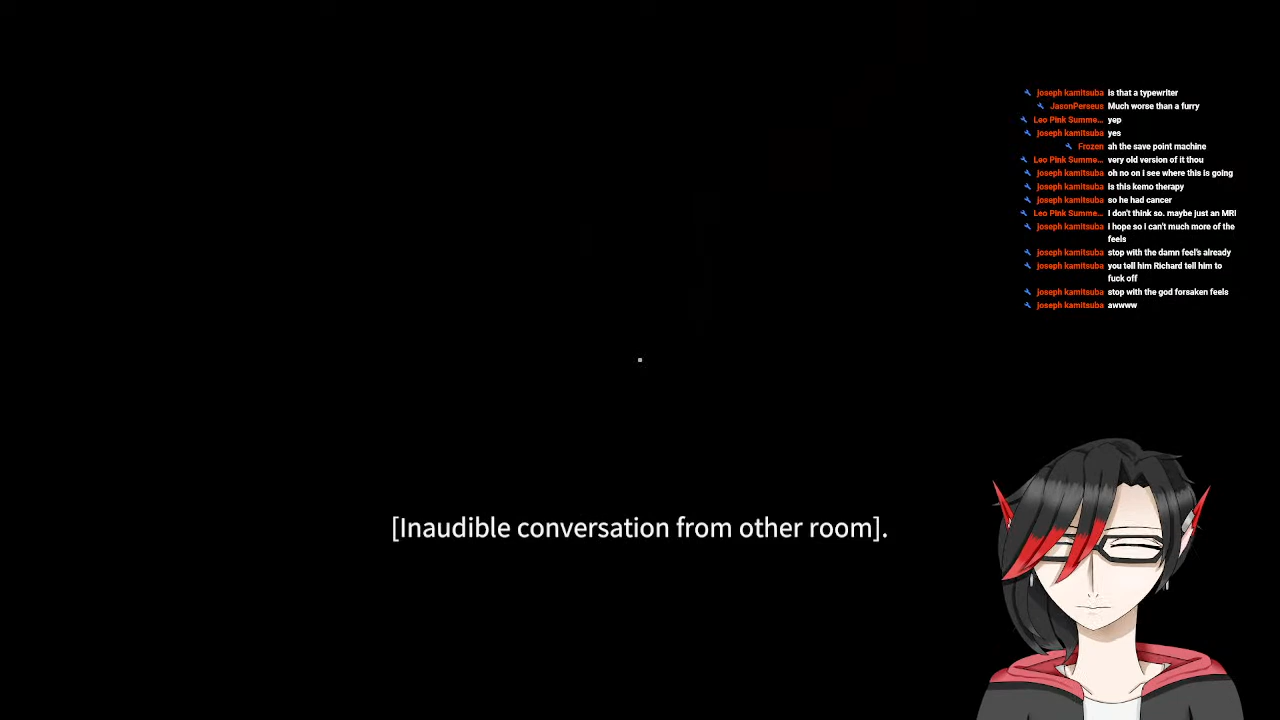 joseph kamitsuba is that a typewriter
JasonPerseus Much worse than a furry
Leo Pink Summe... yep
joseph kamitsuba yes
Frozen ah the save point machine
Leo Pink Summe... very old version of it thou
joseph kamitsuba oh no on i see where this is going
joseph kamitsuba is this kemo therapy
joseph kamitsuba so he had cancer
Leo Pink Summe... I don't think so. maybe just an MRI
joseph kamitsuba i hope so i can't much more of the
feels
joseph kamitsuba stop with the damn feel's already
joseph kamitsuba you tell him Richard tell him to
fuck off
joseph kamitsuba stop with the god forsaken feels
joseph kamitsuba awwww
[Inaudible conversation from other room].